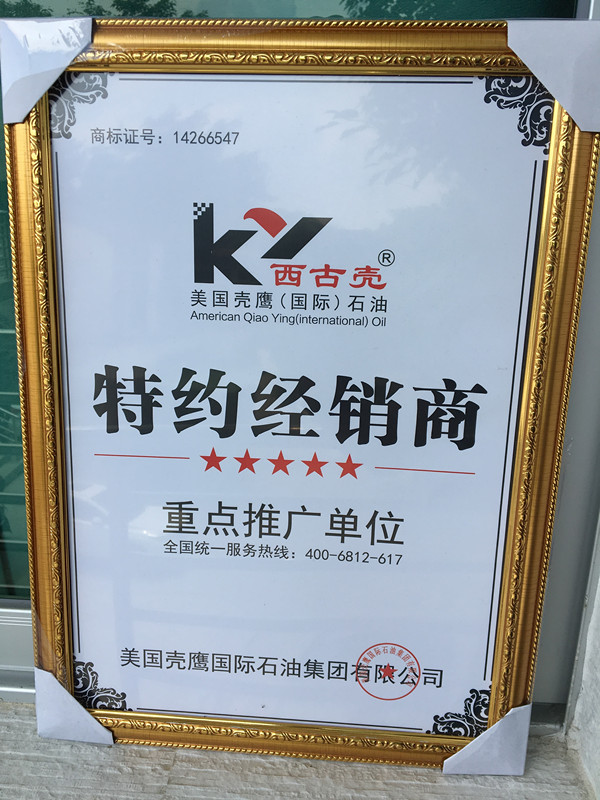 商标证号：14266547
KY
西古壳®
美国壳鹰（国际）石油
American Qiao Ying(international) Oil
特约经销商
★★★★★
重点推广单位
全国统一服务热线：400-6812-617
美国壳鹰国际石油集团有限公司